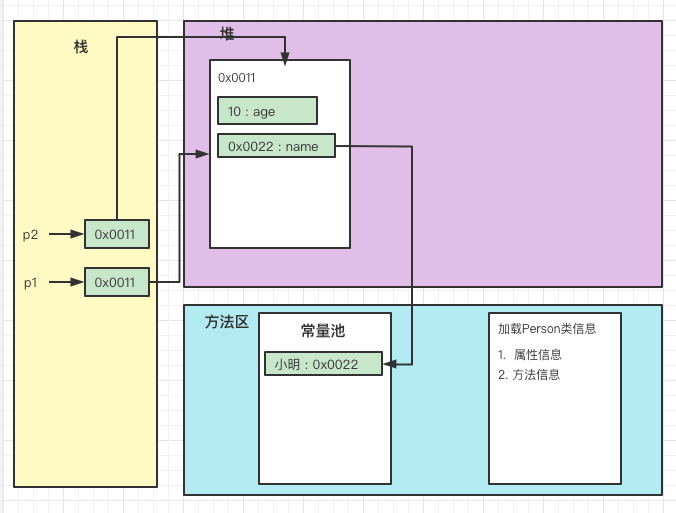 栈
堆
0x0011
10：age
0x0022：name
p2
0x0011
p1
0x0011
方法区
常量池
小明：0x0022
加载Person类信息
1. 属性信息
2. 方法信息